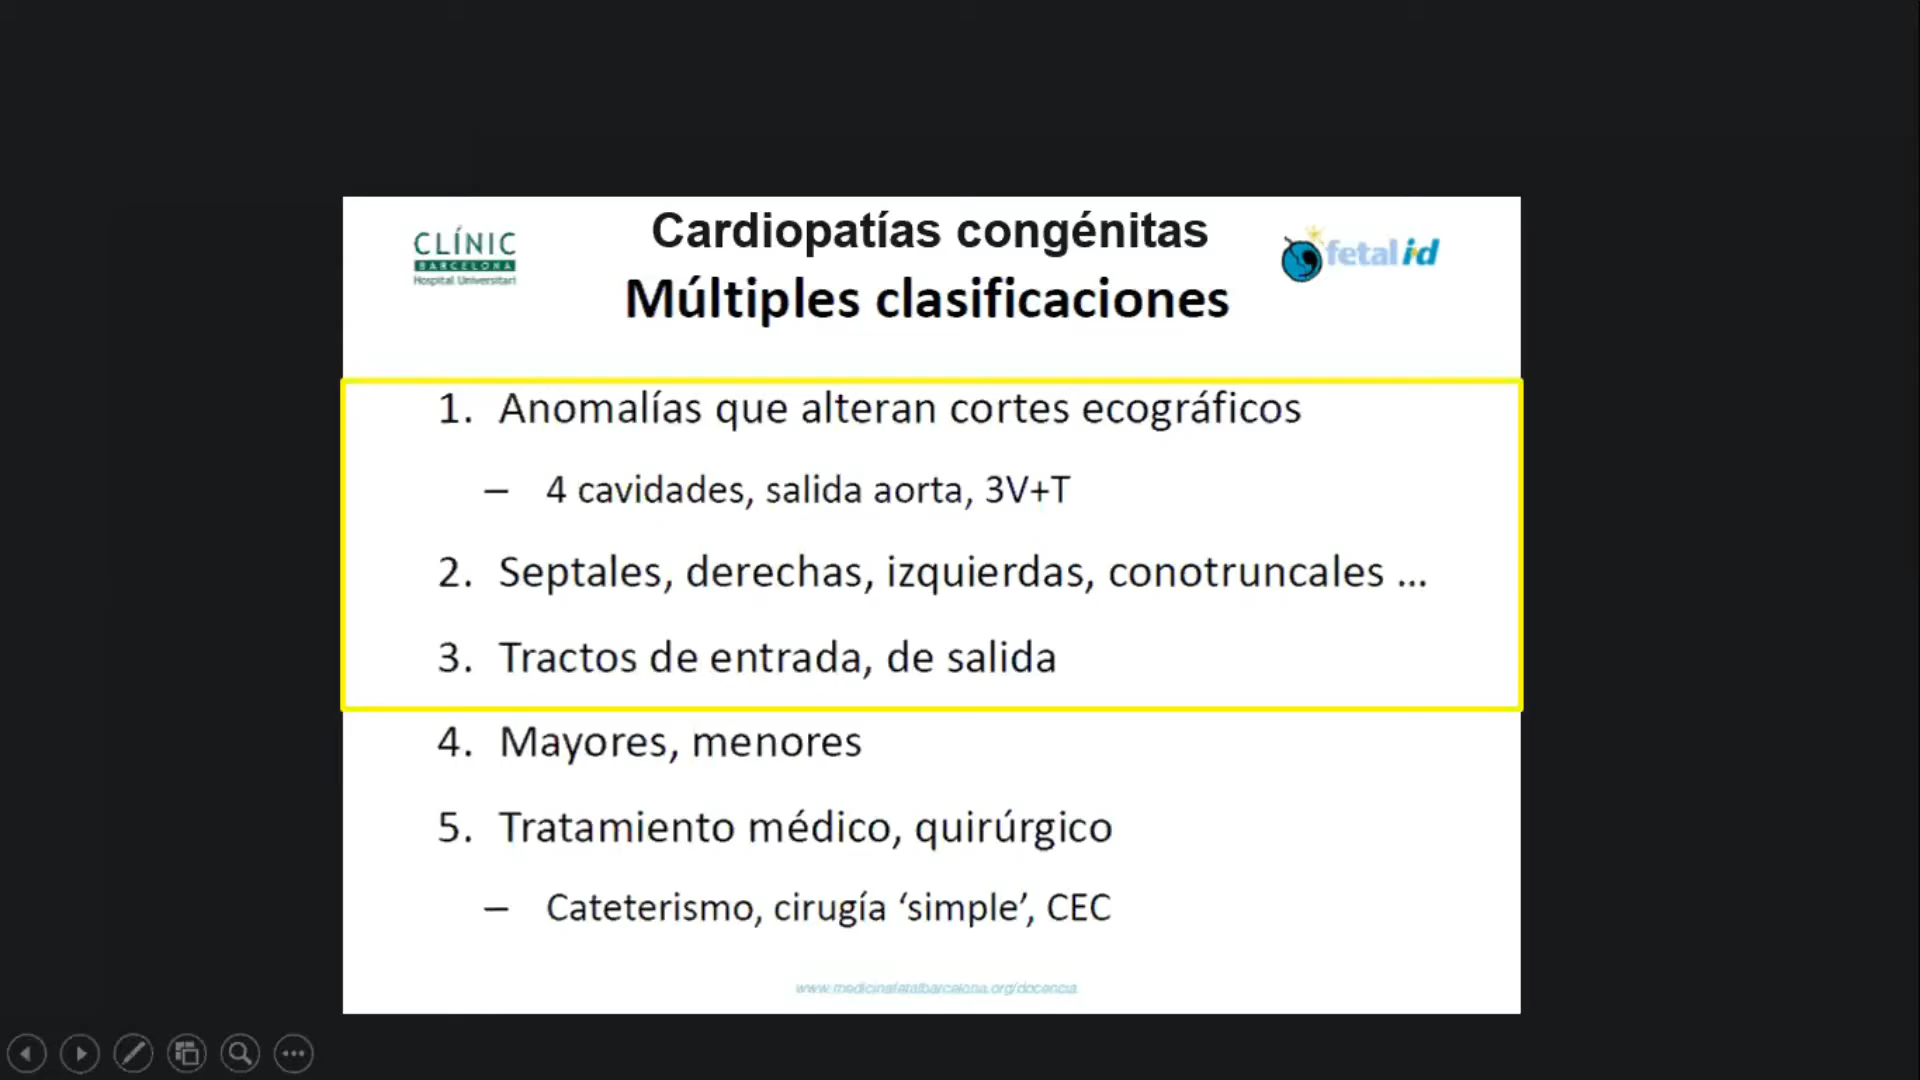 CLÍNIC
BARCELONA
Hospital Universitari
Cardiopatías congénitas
fetal id
Múltiples clasificaciones
1. Anomalías que alteran cortes ecográficos
– 4 cavidades, salida aorta, 3V+T
2. Septales, derechas, izquierdas, conotruncales ...
3. Tractos de entrada, de salida
4. Mayores, menores
5. Tratamiento médico, quirúrgico
– Cateterismo, cirugía ‘simple’, CEC
www.medicinafetalbarcelona.org/docencia